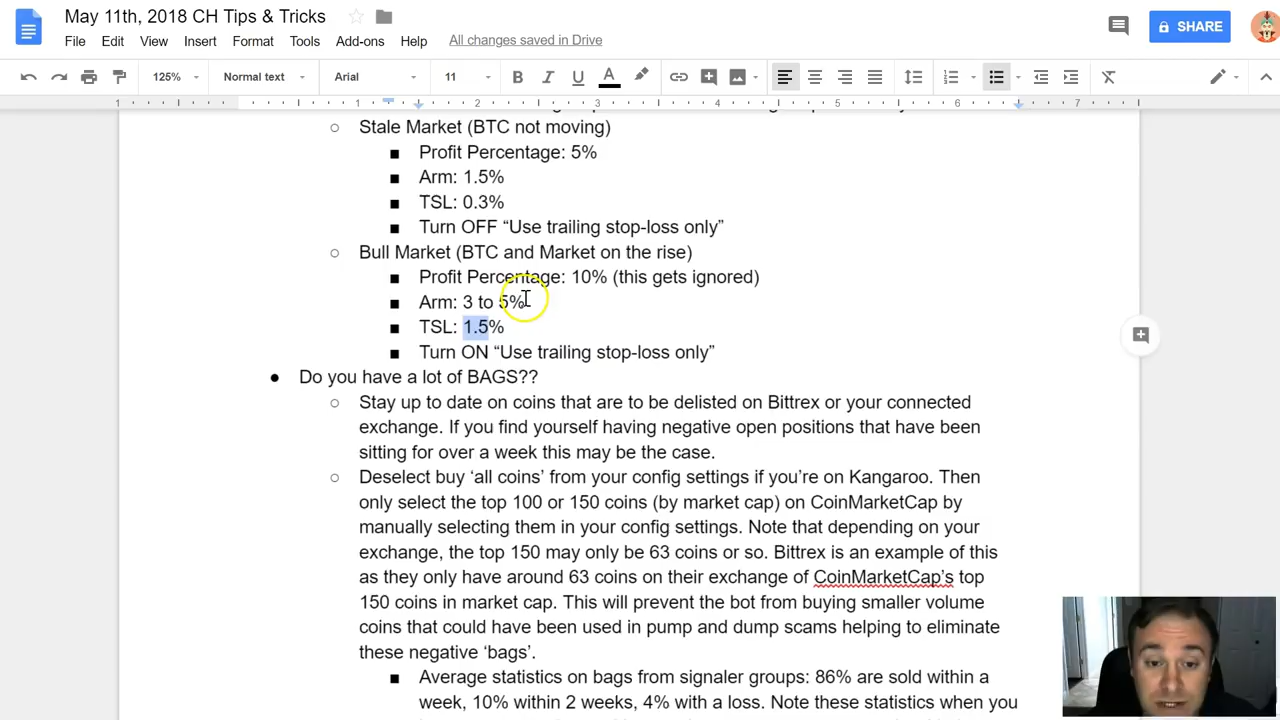 May 11th, 2018 CH Tips & Tricks
File Edit View Insert Format Tools Add-ons Help All changes saved in Drive
SHARE
125% Normal text Arial 11 B I U A
1 1 2 3 4 5 6 7
○ Stale Market (BTC not moving)
■ Profit Percentage: 5%
■ Arm: 1.5%
■ TSL: 0.3%
■ Turn OFF “Use trailing stop-loss only”
○ Bull Market (BTC and Market on the rise)
■ Profit Percentage: 10% (this gets ignored)
■ Arm: 3 to 5%
■ TSL: 1.5%
■ Turn ON “Use trailing stop-loss only”
● Do you have a lot of BAGS??
○ Stay up to date on coins that are to be delisted on Bittrex or your connected
exchange. If you find yourself having negative open positions that have been
sitting for over a week this may be the case.
○ Deselect buy ‘all coins’ from your config settings if you’re on Kangaroo. Then
only select the top 100 or 150 coins (by market cap) on CoinMarketCap by
manually selecting them in your config settings. Note that depending on your
exchange, the top 150 may only be 63 coins or so. Bittrex is an example of this
as they only have around 63 coins on their exchange of CoinMarketCap’s top
150 coins in market cap. This will prevent the bot from buying smaller volume
coins that could have been used in pump and dump scams helping to eliminate
these negative ‘bags’.
■ Average statistics on bags from signaler groups: 86% are sold within a
week, 10% within 2 weeks, 4% with a loss. Note these statistics when you